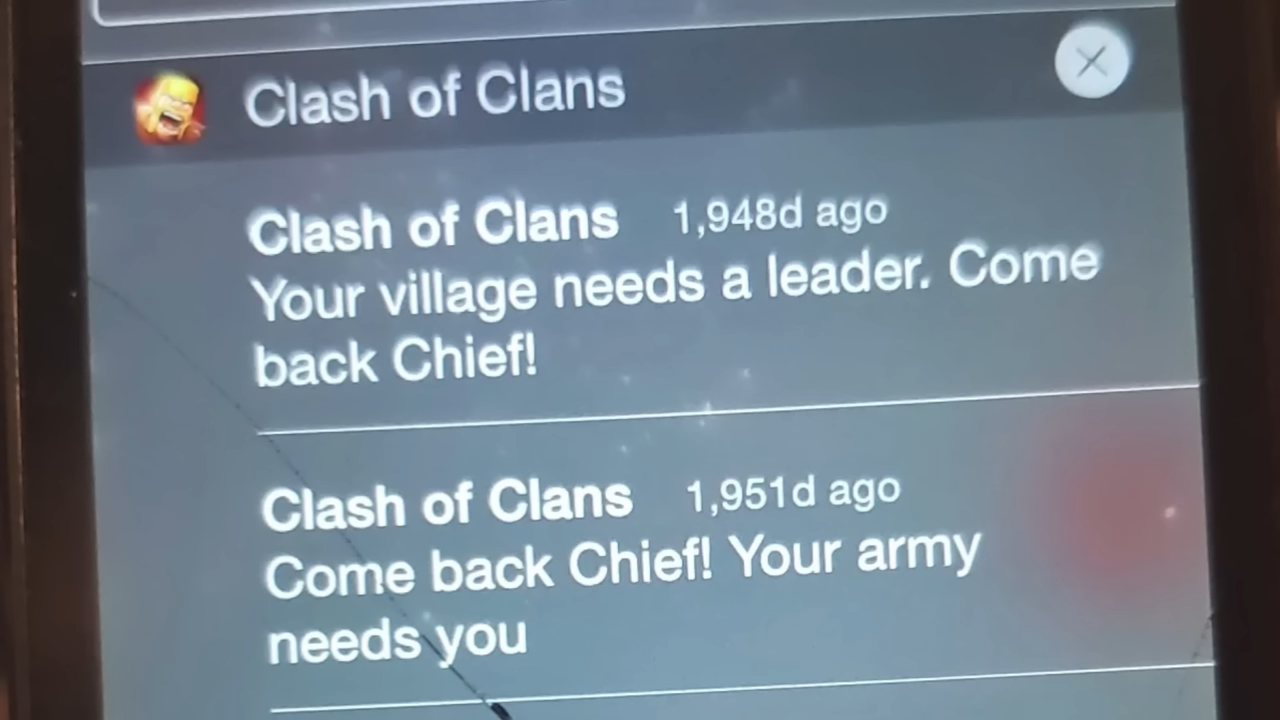 Clash of Clans
Clash of Clans 1,948d ago
Your village needs a leader. Come
back Chief!
Clash of Clans 1,951d ago
Come back Chief! Your army
needs you